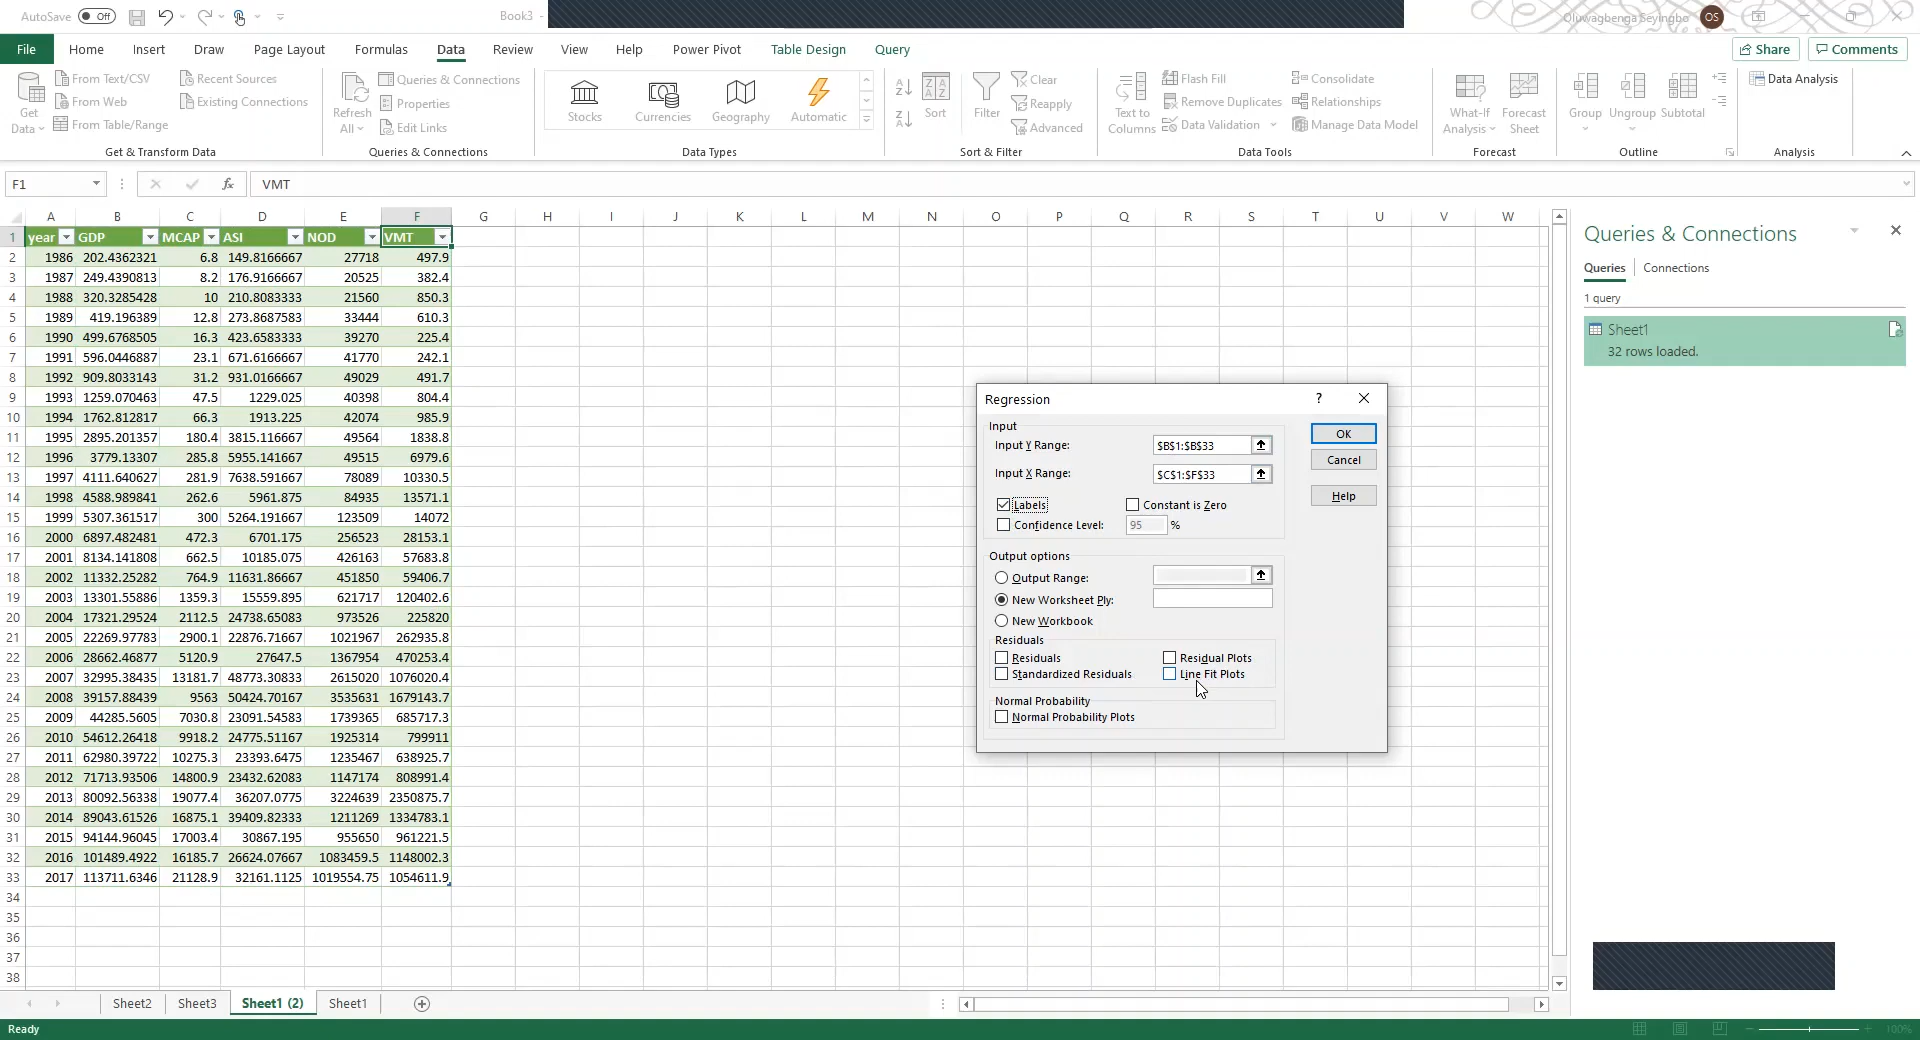 AutoSave Off Book3 - Oluwagbenga Seyingbo OS
File Home Insert Draw Page Layout Formulas Data Review View Help Power Pivot Table Design Query Share Comments
Get Data From Text/CSV Recent Sources
From Web Existing Connections
From Table/Range
Get & Transform Data
Refresh All Queries & Connections
Properties
Edit Links
Queries & Connections
Stocks Currencies Geography Automatic
Data Types
Sort Filter Clear
Reapply
Advanced
Sort & Filter
Text to Columns Flash Fill Consolidate
Remove Duplicates Relationships
Data Validation Manage Data Model
Data Tools
What-If Analysis Forecast Sheet
Forecast
Group Ungroup Subtotal
Outline
Data Analysis
Analysis
F1 fx VMT
A B C D E F G H I J K L M N O P Q R S T U V W
1 year GDP MCAP ASI NOD VMT
2 1986 202.4362321 6.8 149.8166667 27718 497.9
3 1987 249.4390813 8.2 176.9166667 20525 382.4
4 1988 320.3285428 10 210.8083333 21560 850.3
5 1989 419.196389 12.8 273.8687583 33444 610.3
6 1990 499.6768505 16.3 423.6583333 39270 225.4
7 1991 596.0446887 23.1 671.6166667 41770 242.1
8 1992 909.8033143 31.2 931.0166667 49029 491.7
9 1993 1259.070463 47.5 1229.025 40398 804.4
10 1994 1762.812817 66.3 1913.225 42074 985.9
11 1995 2895.201357 180.4 3815.116667 49564 1838.8
12 1996 3779.13307 285.8 5955.141667 49515 6979.6
13 1997 4111.640627 281.9 7638.591667 78089 10330.5
14 1998 4588.989841 262.6 5961.875 84935 13571.1
15 1999 5307.361517 300 5264.191667 123509 14072
16 2000 6897.482481 472.3 6701.175 256523 28153.1
17 2001 8134.141808 662.5 10185.075 426163 57683.8
18 2002 11332.25282 764.9 11631.86667 451850 59406.7
19 2003 13301.55886 1359.3 15559.895 621717 120402.6
20 2004 17321.29524 2112.5 24738.65083 973526 225820
21 2005 22269.97783 2900.1 22876.71667 1021967 262935.8
22 2006 28662.46877 5120.9 27647.5 1367954 470253.4
23 2007 32995.38435 13181.7 48773.30833 2615020 1076020.4
24 2008 39157.88439 9563 50424.70167 3535631 1679143.7
25 2009 44285.5605 7030.8 23091.54583 1739365 685717.3
26 2010 54612.26418 9918.2 24775.51167 1925314 799911
27 2011 62980.39722 10275.3 23393.6475 1235467 638925.7
28 2012 71713.93506 14800.9 23432.62083 1147174 808991.4
29 2013 80092.56338 19077.4 36207.0775 3224639 2350875.7
30 2014 89043.61526 16875.1 39409.82333 1211269 1334783.1
31 2015 94144.96045 17003.4 30867.195 955650 961221.5
32 2016 101489.4922 16185.7 26624.07667 1083459.5 1148002.3
33 2017 113711.6346 21128.9 32161.1125 1019554.75 1054611.9
34
35
36
37
38
Regression ?
Input
Input Y Range: $B$1:$B$33 OK
Input X Range: $C$1:$F$33 Cancel
Labels Constant is Zero Help
Confidence Level: 95 %
Output options
Output Range:
New Worksheet Ply:
New Workbook
Residuals
Residuals Residual Plots
Standardized Residuals Line Fit Plots
Normal Probability
Normal Probability Plots
Queries & Connections
Queries Connections
1 query
Sheet1
32 rows loaded.
Sheet2 Sheet3 Sheet1 (2) Sheet1
Ready 100%